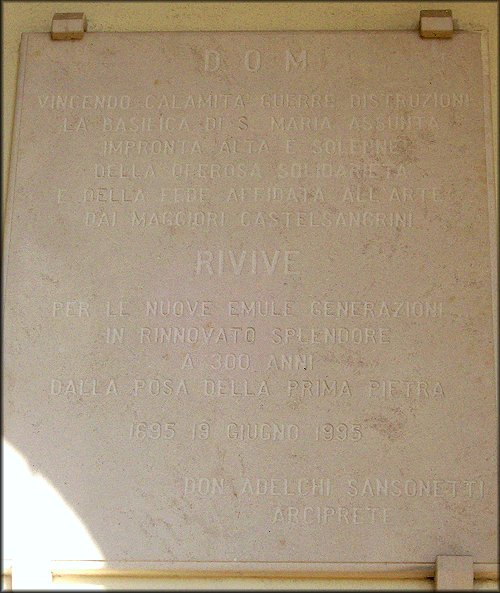 D O M
VINCENDO CALAMITA' GUERRE DISTRUZIONI
LA BASILICA DI S. MARIA ASSUNTA
IMPRONTA ALTA E SOLENNE
DELLA OPEROSA SOLIDARIETA'
E DELLA FEDE AFFIDATA ALL'ARTE
DAI MAGGIORI CASTELSANGRINI
RIVIVE
PER LE NUOVE EMULE GENERAZIONI
IN RINNOVATO SPLENDORE
A 300 ANNI
DALLA POSA DELLA PRIMA PIETRA
1695 19 GIUGNO 1995
DON ADELCHI SANSONETTI
ARCIPRETE